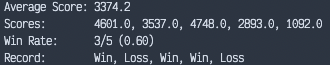 Average Score: 3374.2
Scores:        4601.0, 3537.0, 4748.0, 2893.0, 1092.0
Win Rate:      3/5 (0.60)
Record:        Win, Loss, Win, Win, Loss